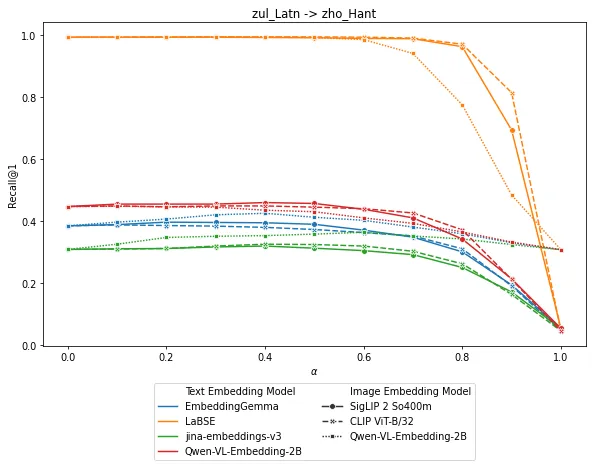 zul_Latn -> zho_Hant
Recall@1
1.0
0.8
0.6
0.4
0.2
0.0
0.0 0.2 0.4 0.6 0.8 1.0
α
Text Embedding Model
EmbeddingGemma
LaBSE
jina-embeddings-v3
Qwen-VL-Embedding-2B
Image Embedding Model
SigLIP 2 So400m
CLIP ViT-B/32
Qwen-VL-Embedding-2B